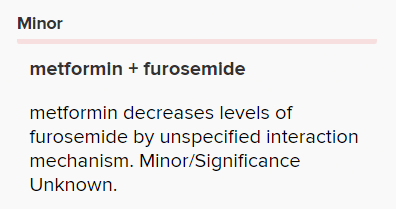 Minor
metformin + furosemide
metformin decreases levels of
furosemide by unspecified interaction
mechanism. Minor/Significance
Unknown.